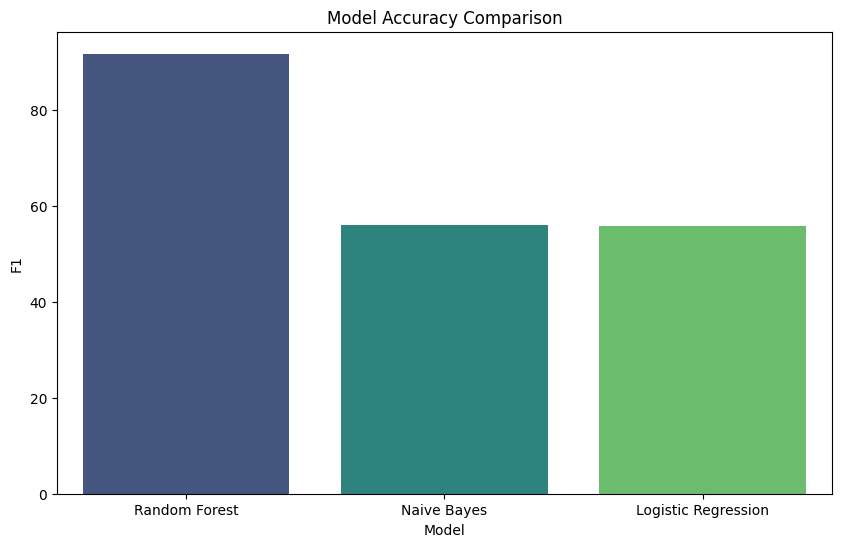 Model Accuracy Comparison
80
60
40
20
0
F1
Random Forest
Naive Bayes
Logistic Regression
Model